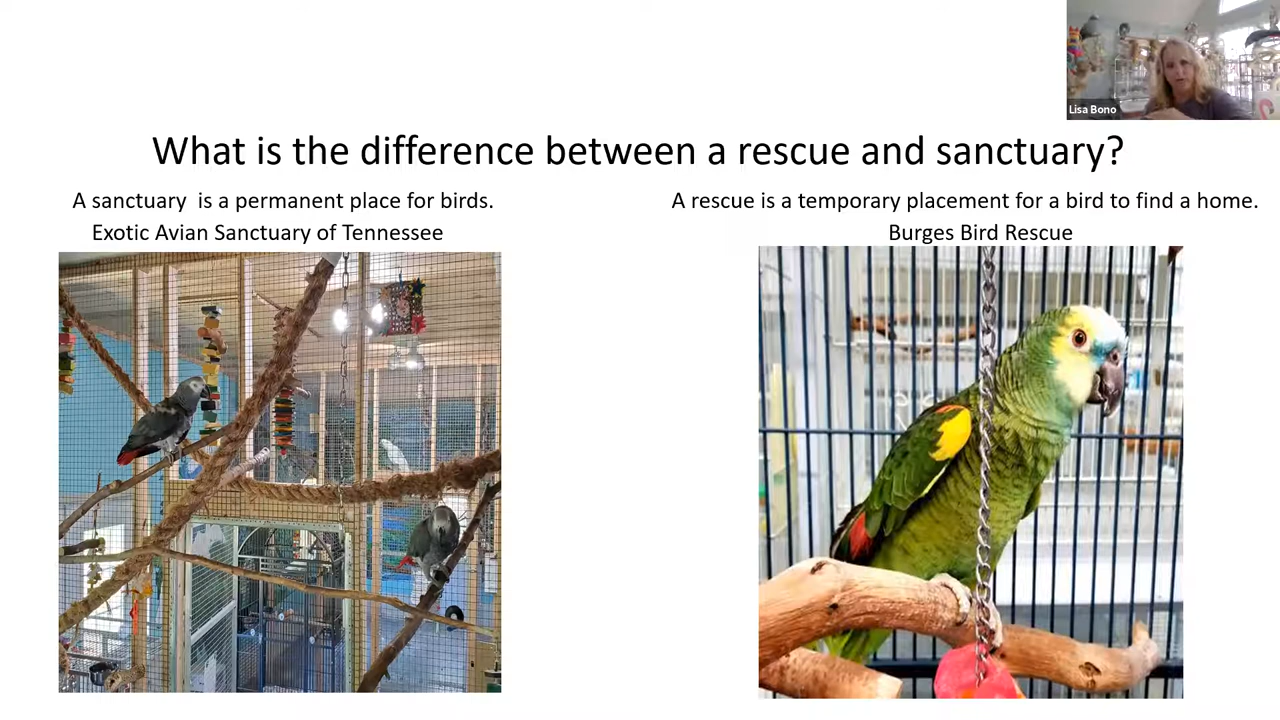 Lisa Bono
What is the difference between a rescue and sanctuary?
A sanctuary  is a permanent place for birds.
Exotic Avian Sanctuary of Tennessee
A rescue is a temporary placement for a bird to find a home.
Burges Bird Rescue